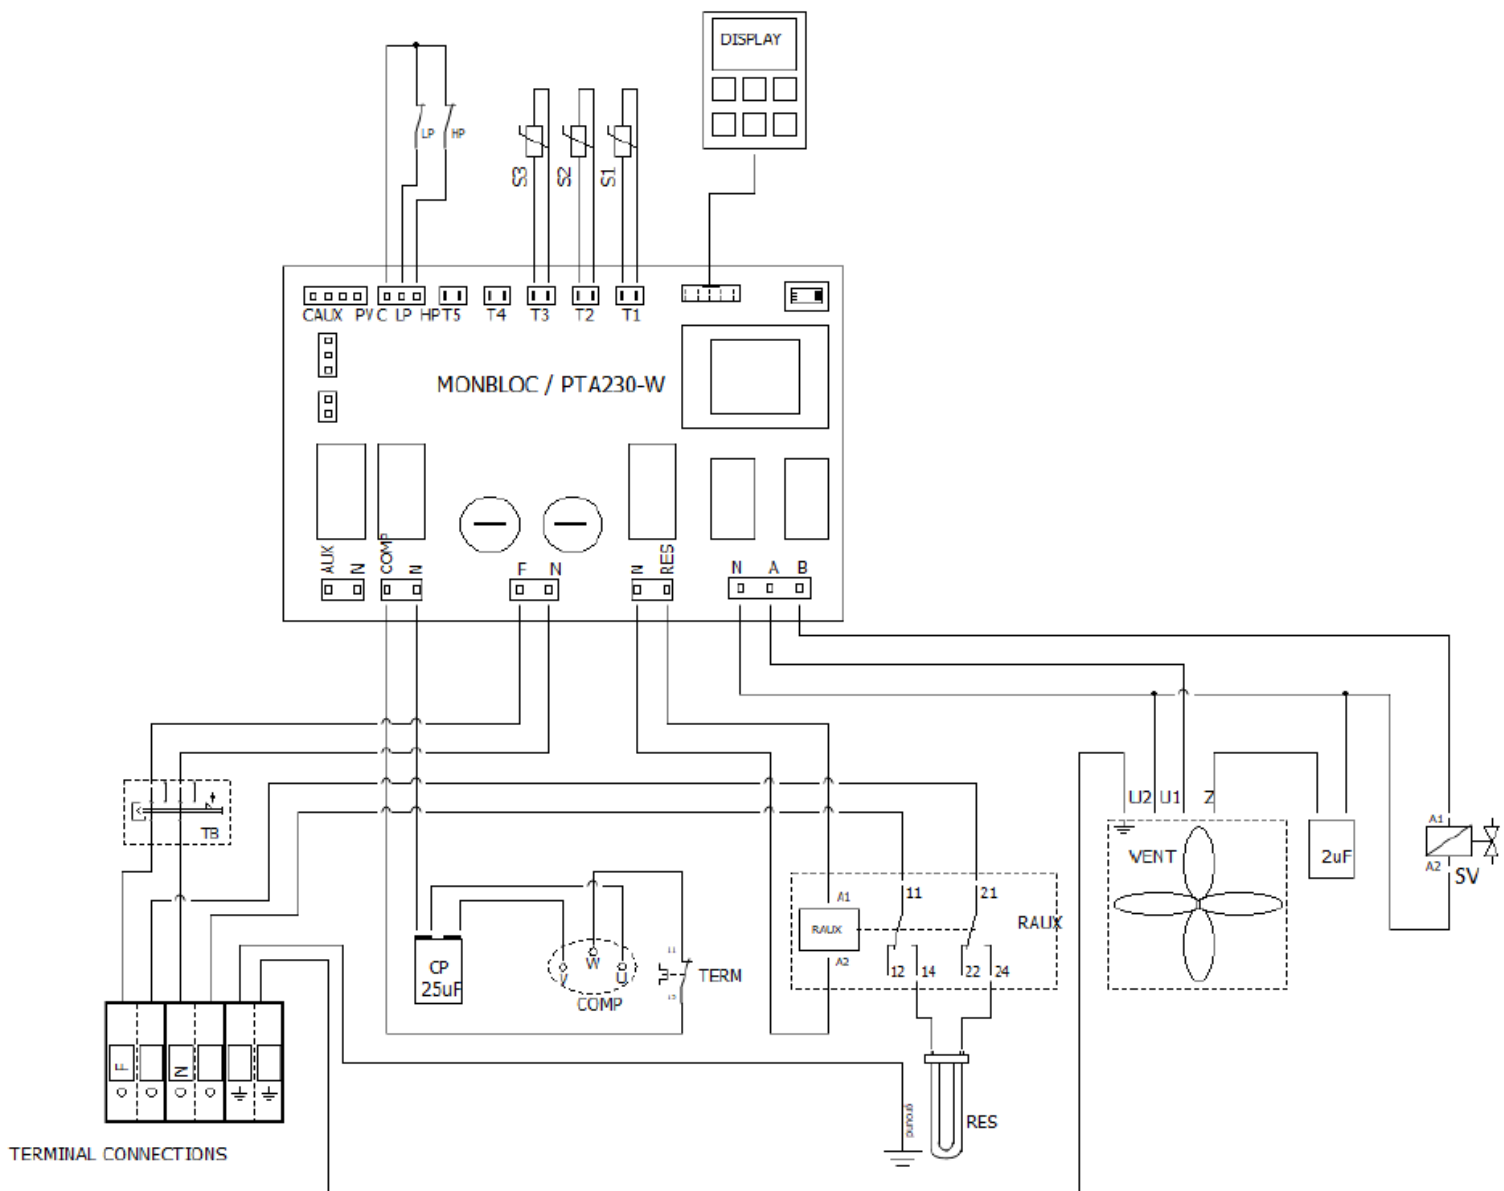 DISPLAY
LP HP
S3 S2 S1
CAUX PV C LP HP T5 T4 T3 T2 T1
MONBLOC / PTA230-W
AUX N COMP N F N N RES N A B
U2 U1 Z
TB
VENT
2uF
A1
A2
SV
A1
11
21
RAUX
RAUX
A2
12 14 22 24
CP
25uF
V W U
COMP
TERM
F N
ground
RES
TERMINAL CONNECTIONS